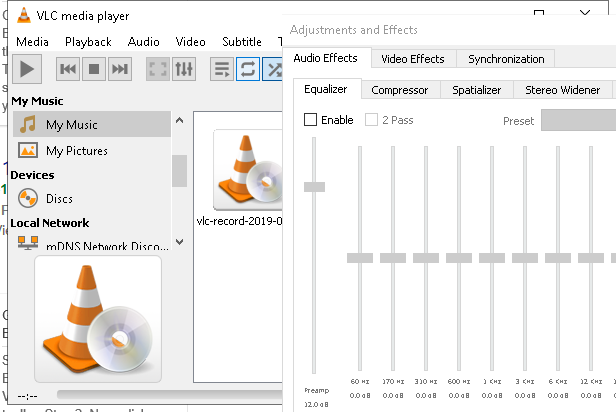 VLC media player
Media Playback Audio Video Subtitle T
Adjustments and Effects
Audio Effects Video Effects Synchronization
Equalizer Compressor Spatializer Stereo Widener
Enable 2 Pass Preset
My Music
My Music
My Pictures
Devices
Discs
Local Network
mDNS Network Disco...
vlc-record-2019-0
--:--
Preamp
12.0 dB
60 Hz 170 Hz 310 Hz 600 Hz 1 KHz 3 KHz 6 KHz 12 KHz
0.0 dB 0.0 dB 0.0 dB 0.0 dB 0.0 dB 0.0 dB 0.0 dB 0.0 dB